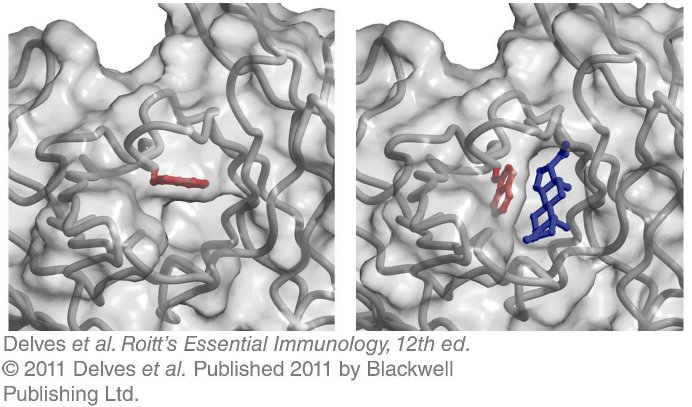 Delves et al. Roitt's Essential Immunology, 12th ed.
© 2011 Delves et al. Published 2011 by Blackwell
Publishing Ltd.